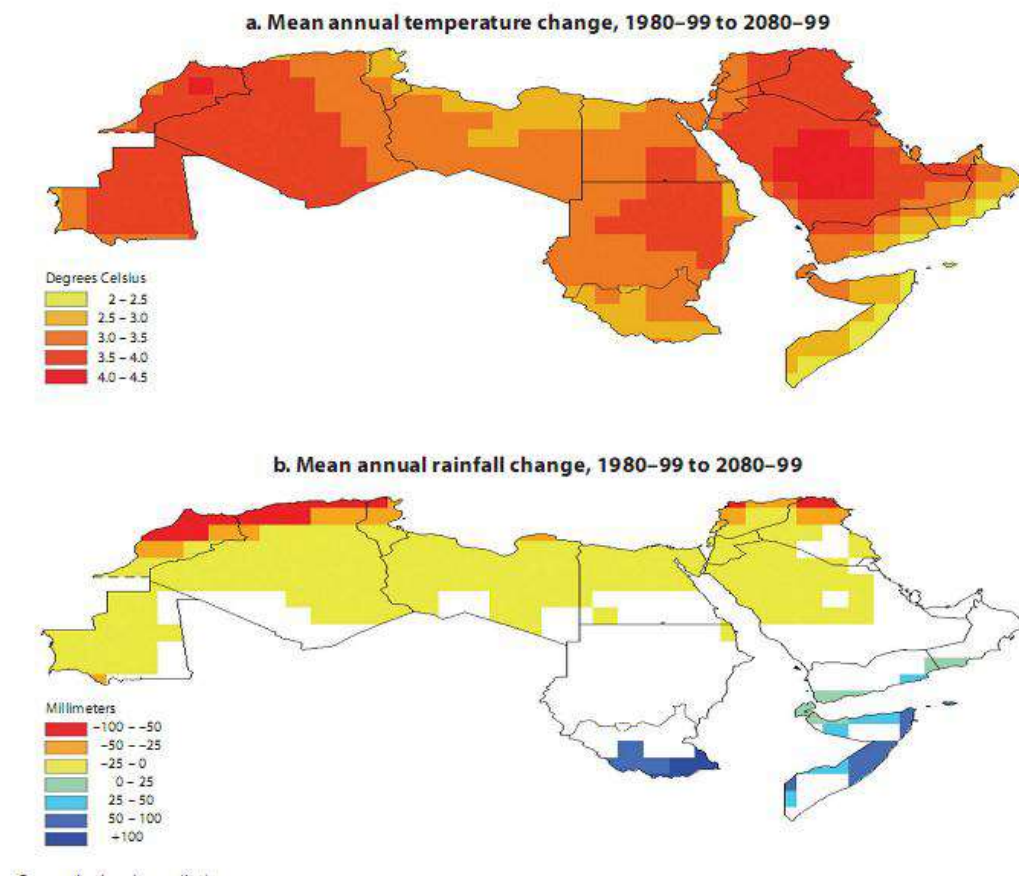 a. Mean annual temperature change, 1980–99 to 2080–99
Degrees Celsius
2 – 2.5
2.5 – 3.0
3.0 – 3.5
3.5 – 4.0
4.0 – 4.5
b. Mean annual rainfall change, 1980–99 to 2080–99
Millimeters
–100 – –50
–50 – –25
–25 – 0
0 – 25
25 – 50
50 – 100
+100